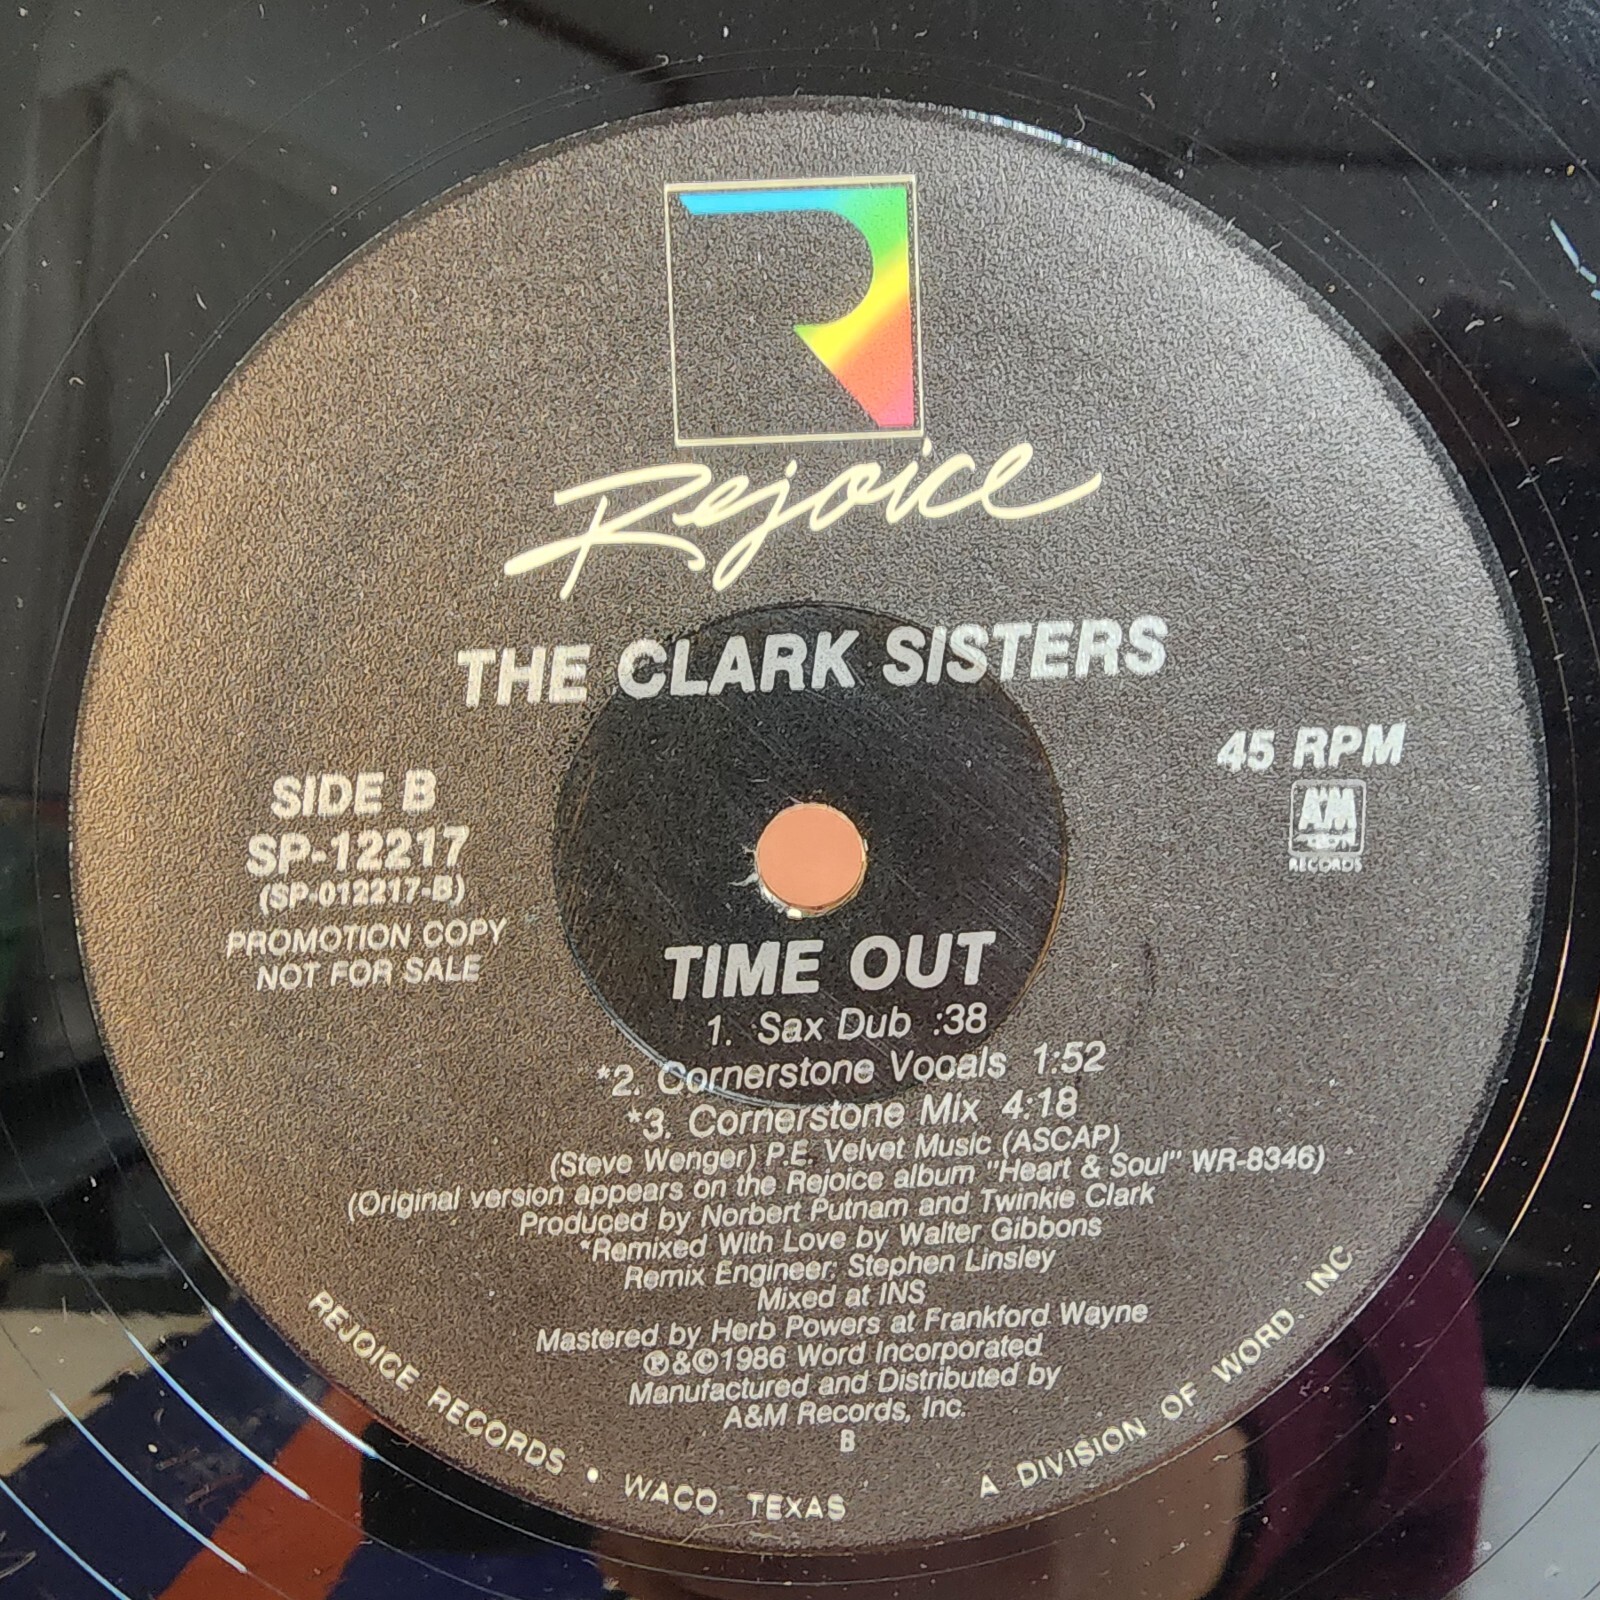 R
Rejoice
THE CLARK SISTERS
45 RPM
A&M
RECORDS
SIDE B
SP-12217
(SP-012217-B)
PROMOTION COPY
NOT FOR SALE
TIME OUT
1. Sax Dub :38
*2. Cornerstone Vocals 1:52
*3. Cornerstone Mix 4:18
(Steve Wenger) P.E. Velvet Music (ASCAP)
(Original version appears on the Rejoice album "Heart & Soul" WR-8346)
Produced by Norbert Putnam and Twinkie Clark
*Remixed With Love by Walter Gibbons
Remix Engineer: Stephen Linsley
Mixed at INS
Mastered by Herb Powers at Frankford Wayne
℗&©1986 Word Incorporated
Manufactured and Distributed by
A&M Records, Inc.
B
REJOICE RECORDS • WACO, TEXAS A DIVISION OF WORD, INC